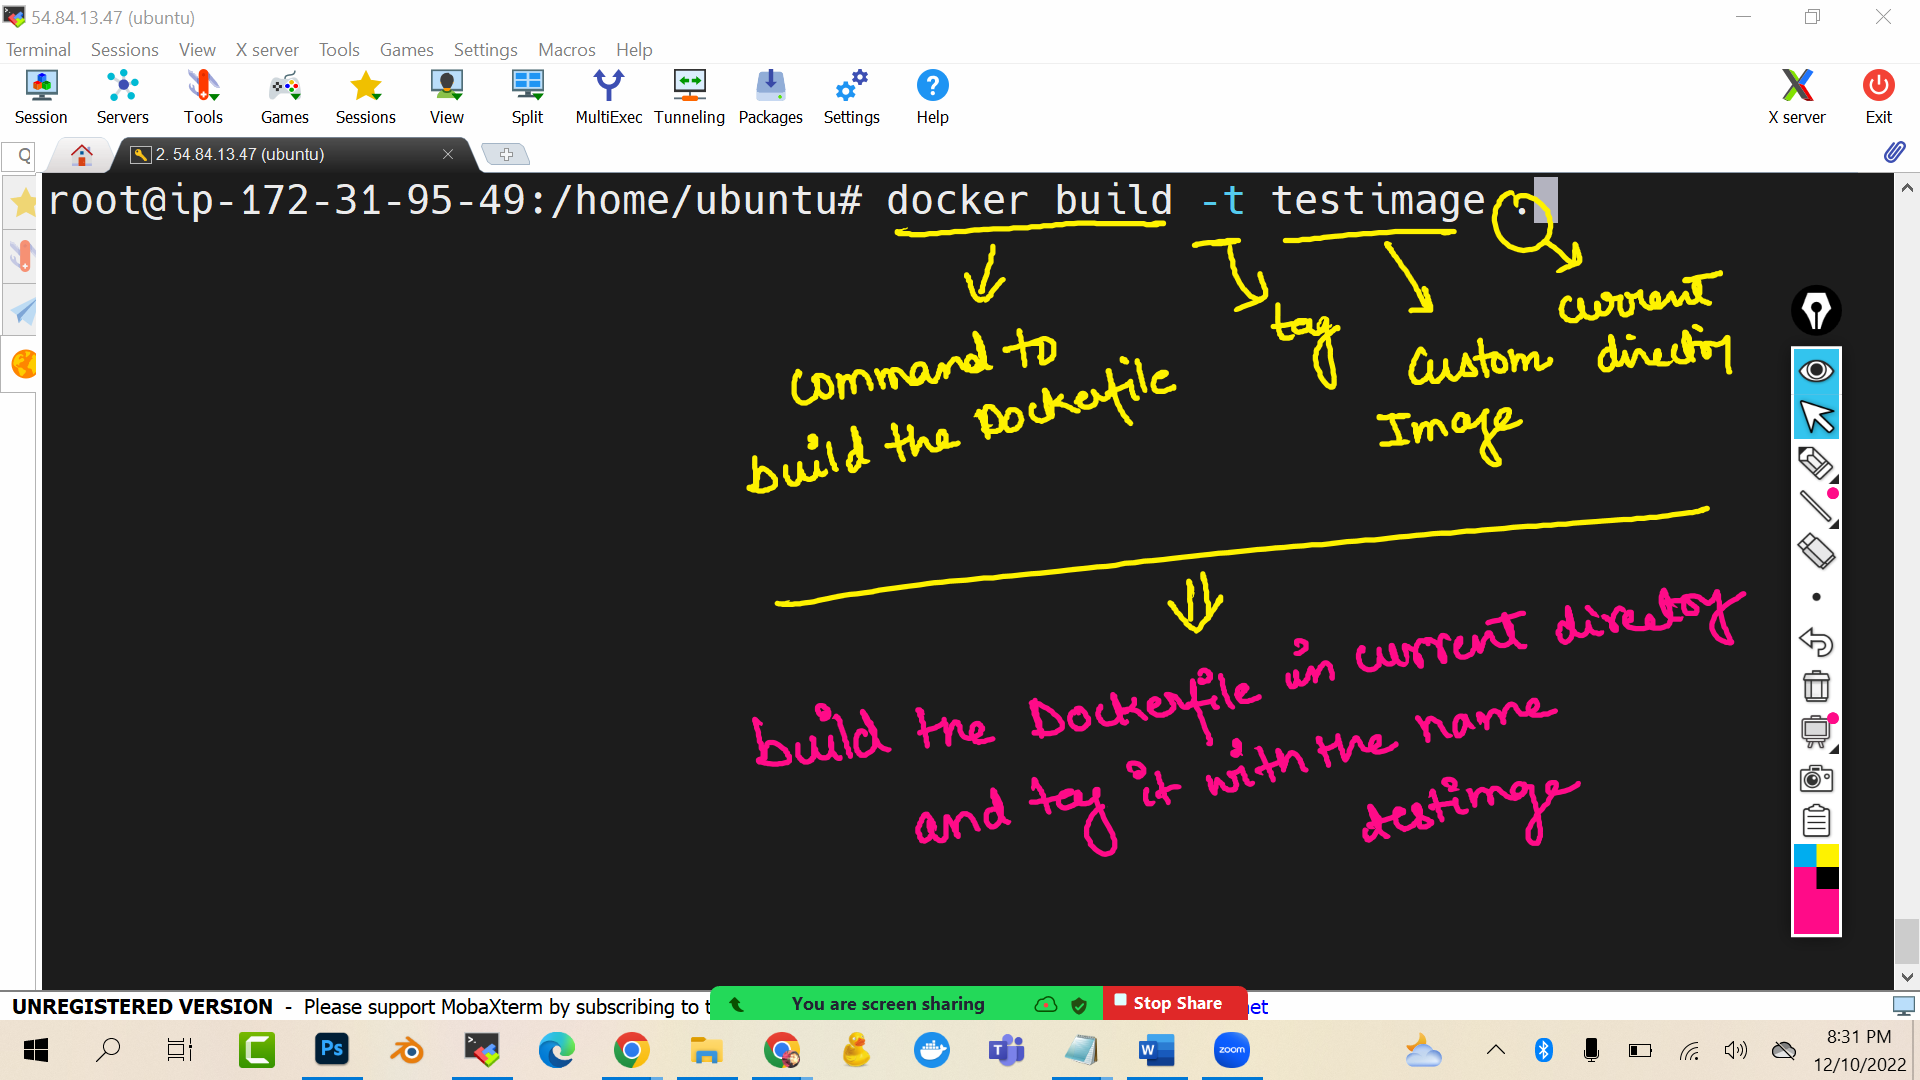 54.84.13.47 (ubuntu)
Terminal Sessions View X server Tools Games Settings Macros Help
Session Servers Tools Games Sessions View Split MultiExec Tunneling Packages Settings Help X server Exit
2. 54.84.13.47 (ubuntu)
root@ip-172-31-95-49:/home/ubuntu# docker build -t testimage .
command to
build the Dockerfile
tag
Custom
Image
current
directory
build the Dockerfile in current directory
and tag it with the name
testimge
UNREGISTERED VERSION - Please support MobaXterm by subscribing to t
You are screen sharing
Stop Share
et
Ps
W
zoom
8:31 PM
12/10/2022